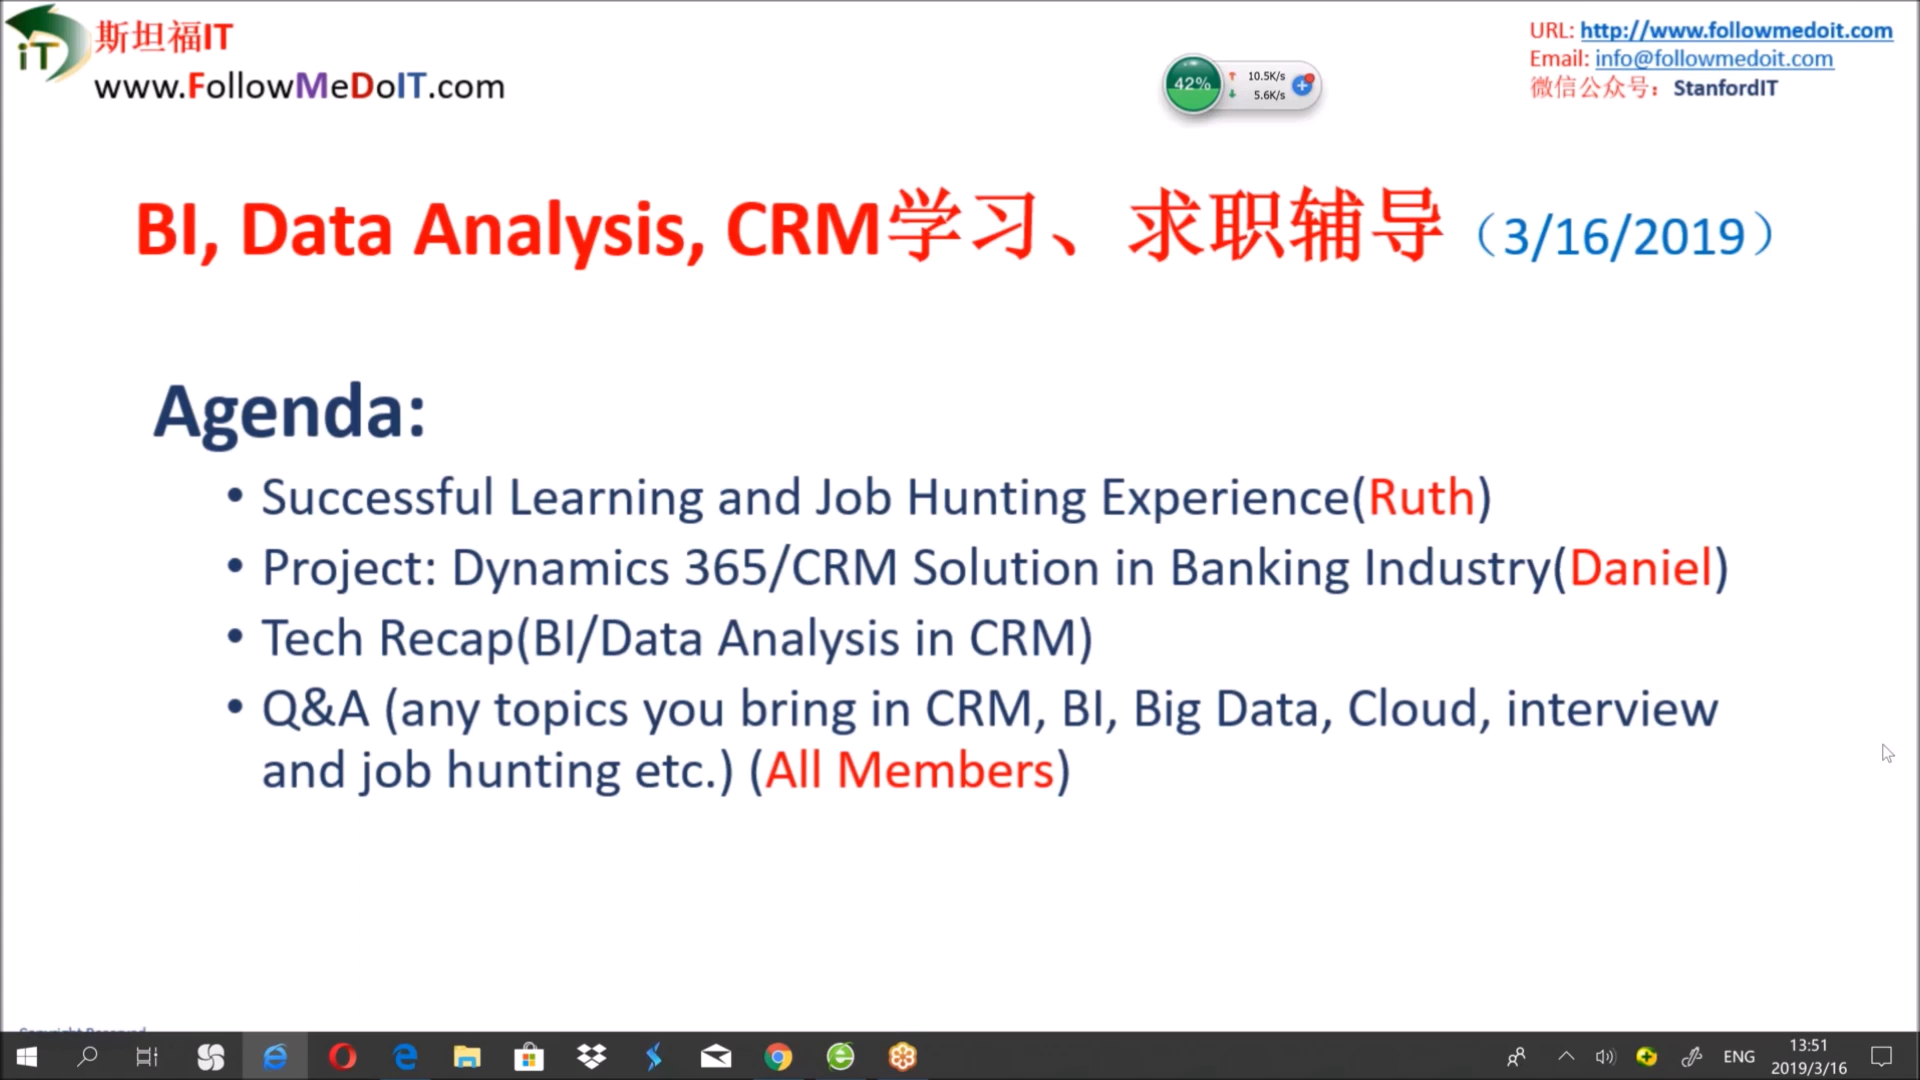 iT 斯坦福IT
www.FollowMeDoIT.com
42%
10.5K/s
5.6K/s
URL: http://www.followmedoit.com
Email: info@followmedoit.com
微信公众号：StanfordIT
BI, Data Analysis, CRM学习、求职辅导（3/16/2019）
Agenda:
• Successful Learning and Job Hunting Experience(Ruth)
• Project: Dynamics 365/CRM Solution in Banking Industry(Daniel)
• Tech Recap(BI/Data Analysis in CRM)
• Q&A (any topics you bring in CRM, BI, Big Data, Cloud, interview
and job hunting etc.) (All Members)
ENG
13:51
2019/3/16